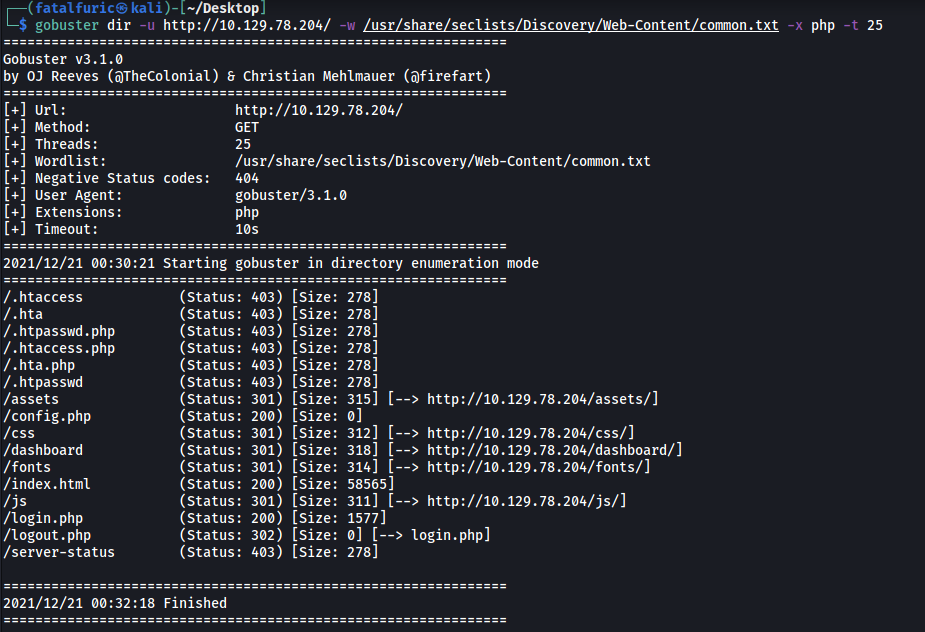 ┌──(fatalfuric㉿kali)-[~/Desktop]
└─$ gobuster dir -u http://10.129.78.204/ -w /usr/share/seclists/Discovery/Web-Content/common.txt -x php -t 25
===============================================================
Gobuster v3.1.0
by OJ Reeves (@TheColonial) & Christian Mehlmauer (@firefart)
===============================================================
[+] Url:                     http://10.129.78.204/
[+] Method:                  GET
[+] Threads:                 25
[+] Wordlist:                /usr/share/seclists/Discovery/Web-Content/common.txt
[+] Negative Status codes:   404
[+] User Agent:              gobuster/3.1.0
[+] Extensions:              php
[+] Timeout:                 10s
===============================================================
2021/12/21 00:30:21 Starting gobuster in directory enumeration mode
===============================================================
/.htaccess            (Status: 403) [Size: 278]
/.hta                 (Status: 403) [Size: 278]
/.htpasswd.php        (Status: 403) [Size: 278]
/.htaccess.php        (Status: 403) [Size: 278]
/.hta.php             (Status: 403) [Size: 278]
/.htpasswd            (Status: 403) [Size: 278]
/assets               (Status: 301) [Size: 315] [--> http://10.129.78.204/assets/]
/config.php           (Status: 200) [Size: 0]
/css                  (Status: 301) [Size: 312] [--> http://10.129.78.204/css/]
/dashboard            (Status: 301) [Size: 318] [--> http://10.129.78.204/dashboard/]
/fonts                (Status: 301) [Size: 314] [--> http://10.129.78.204/fonts/]
/index.html           (Status: 200) [Size: 58565]
/js                   (Status: 301) [Size: 311] [--> http://10.129.78.204/js/]
/login.php            (Status: 200) [Size: 1577]
/logout.php           (Status: 302) [Size: 0] [--> login.php]
/server-status        (Status: 403) [Size: 278]
===============================================================
2021/12/21 00:32:18 Finished
===============================================================